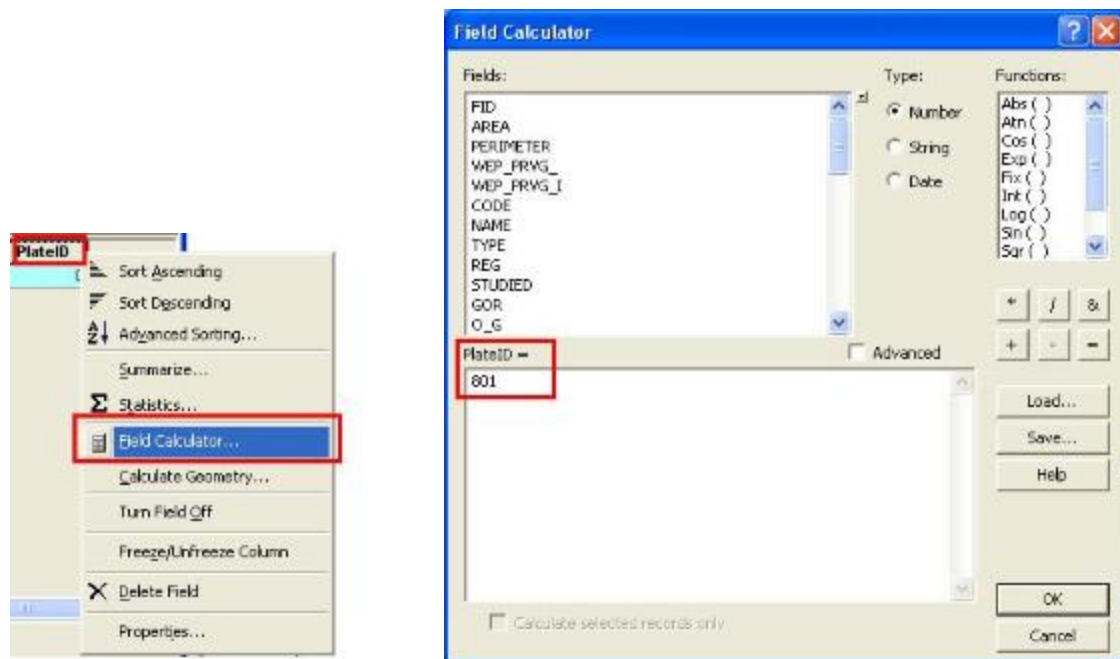 PlateID
Sort Ascending
Sort Descending
Advanced Sorting...
Summarize...
Statistics...
Field Calculator...
Calculate Geometry...
Turn Field Off
Freeze/Unfreeze Column
Delete Field
Properties...
Field Calculator
Fields:
FID
AREA
PERIMETER
WEP_PRVG_
WEP_PRVG_I
CODE
NAME
TYPE
REG
STUDIED
GOR
O_G
Type:
Number
String
Date
Functions:
Abs ( )
Atn ( )
Cos ( )
Exp ( )
Fix ( )
Int ( )
Log ( )
Sin ( )
Sqr ( )
* / &
+ - =
PlateID =
Advanced
801
Load...
Save...
Help
Calculate selected records only
OK
Cancel